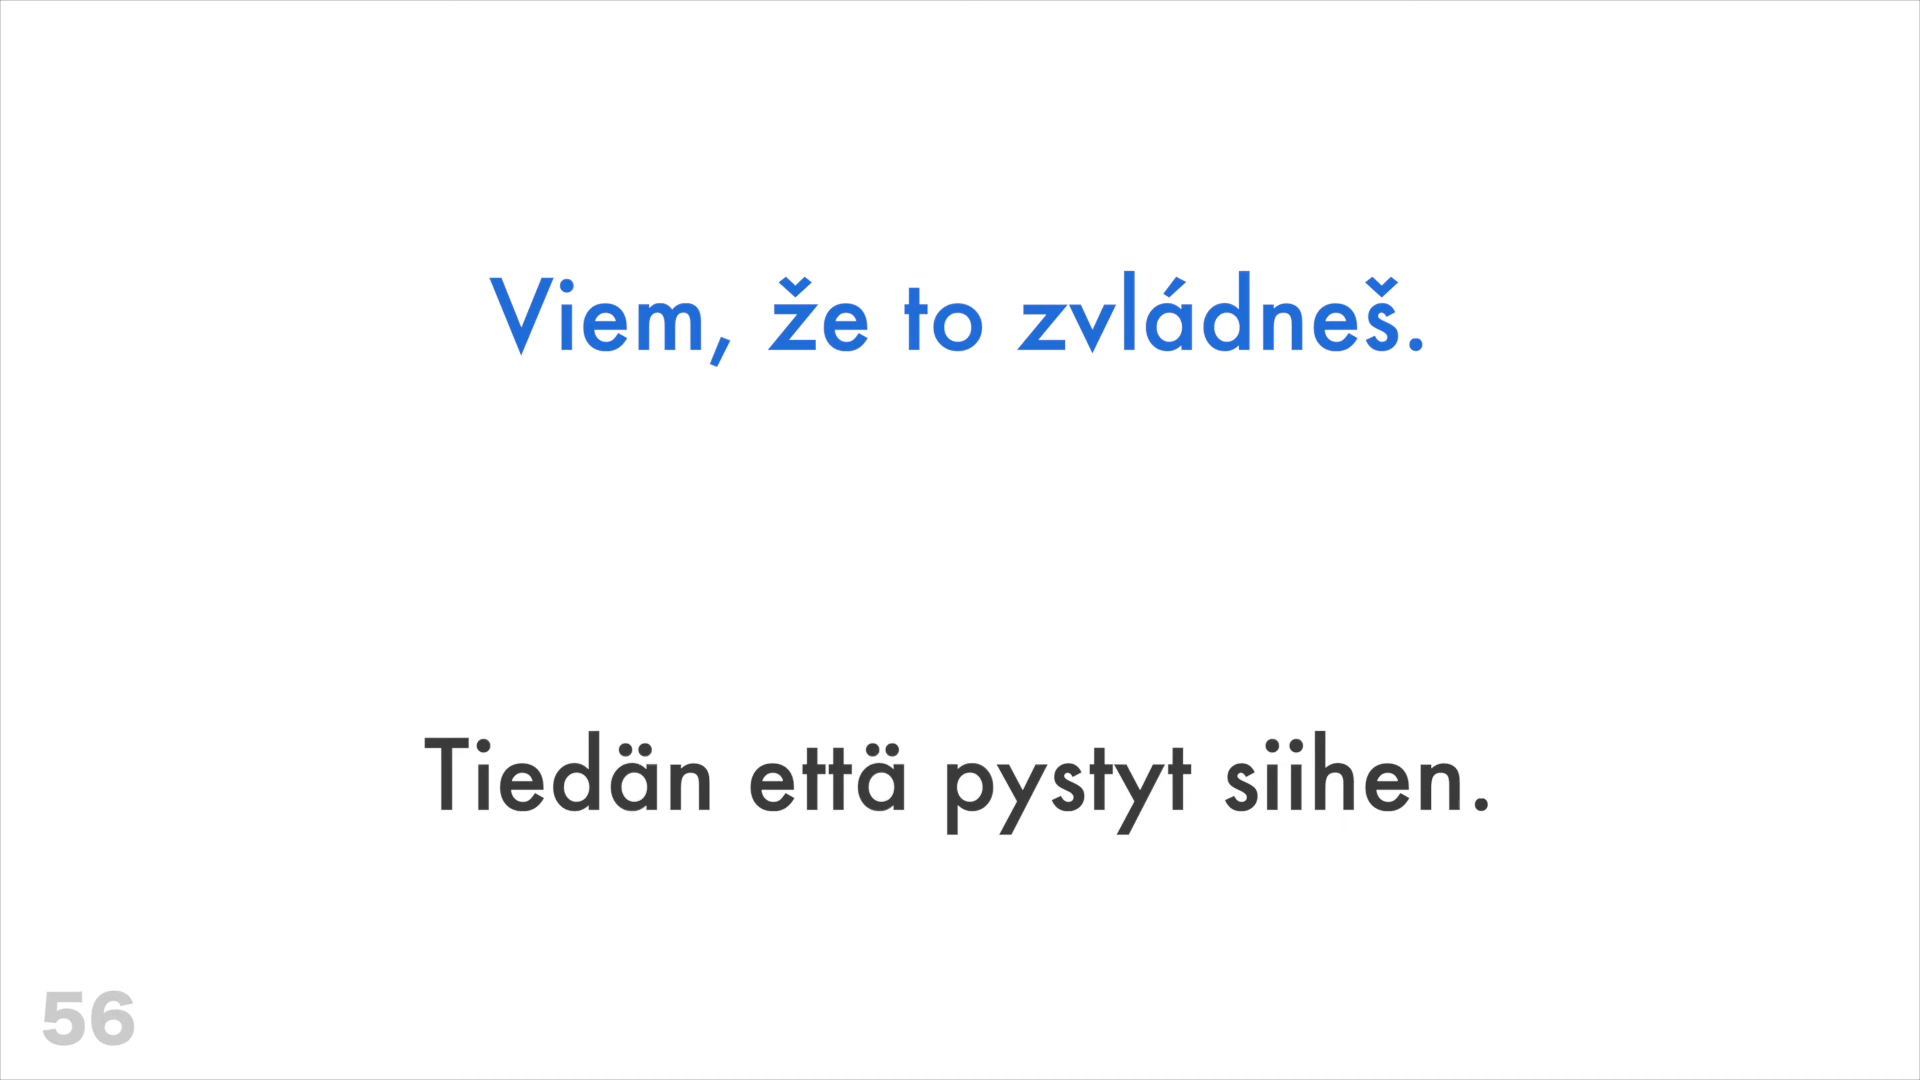 Viem, že to zvládneš.
Tiedän että pystyt siihen.
56